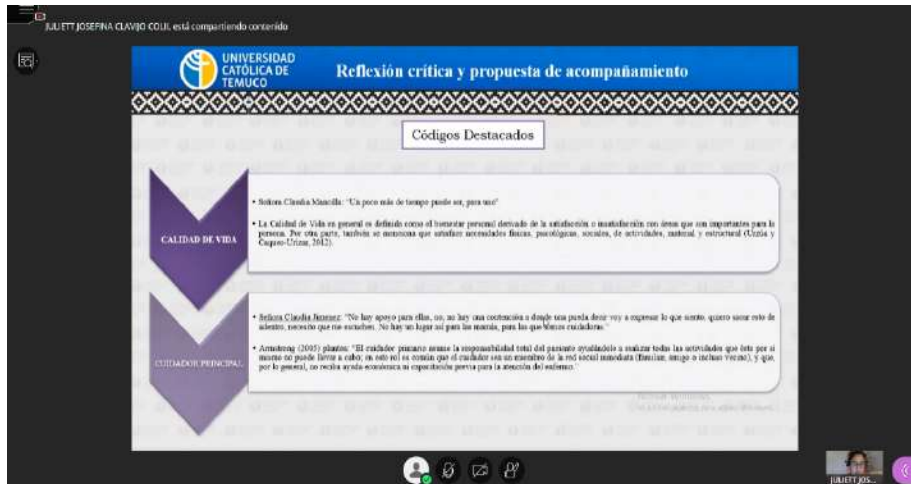 JULIETT JOSEFINA CLAVIJO COLIL está compartiendo contenido
UNIVERSIDAD
CATÓLICA DE
TEMUCO
Reflexión crítica y propuesta de acompañamiento
Códigos Destacados
CALIDAD DE VIDA
• Señora Claudia Mancilla: "Un poco más de tiempo puede ser, para uno"
• La Calidad de Vida en general es definida como el bienestar personal derivado de la satisfacción o insatisfacción con áreas que son importantes para la
persona. Por otra parte, también se menciona que satisface necesidades físicas, psicológicas, sociales, de actividades, material y estructural (Urzúa y
Caqueo-Urízar, 2012).
CUIDADOR PRINCIPAL
• Señora Claudia Jimenez: "No hay apoyo para ellas, no, no hay una contención a donde una pueda decir voy a expresar lo que siento, quiero sacar esto de
adentro, necesito que me escuchen. No hay un lugar así para las mamás, para las que somos cuidadoras."
• Armstrong (2005) plantea: "El cuidador primario asume la responsabilidad total del paciente ayudándole a realizar todas las actividades que éste por sí
mismo no puede llevar a cabo; en este rol es común que el cuidador sea un miembro de la red social inmediata (familiar, amigo o incluso vecino), y que,
por lo general, no reciba ayuda económica ni capacitación previa para la atención del enfermo."
JULIETT JOS...